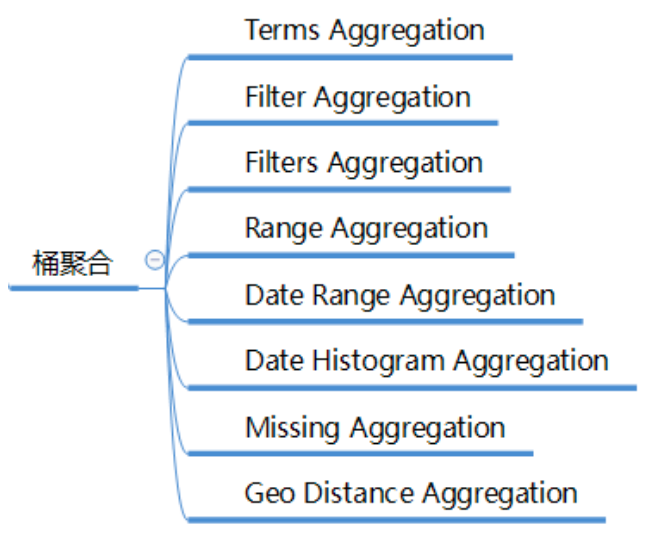 Terms Aggregation
Filter Aggregation
Filters Aggregation
Range Aggregation
桶聚合
Date Range Aggregation
Date Histogram Aggregation
Missing Aggregation
Geo Distance Aggregation